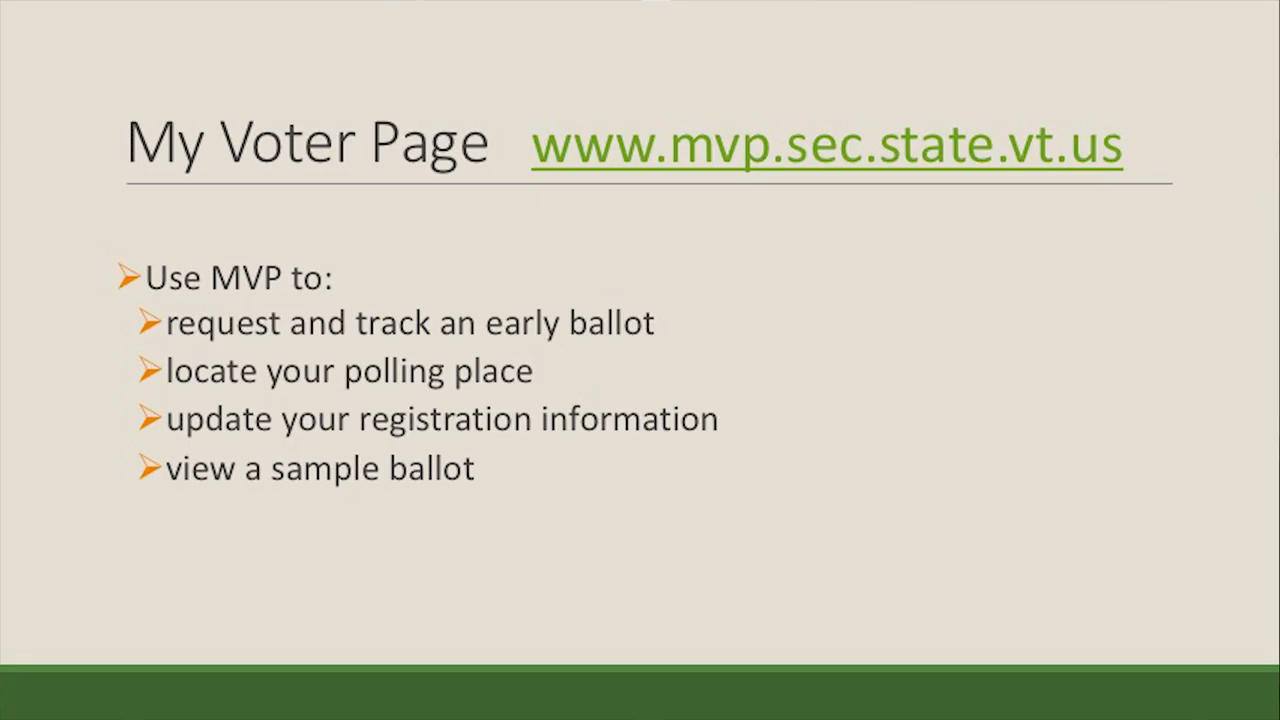 My Voter Page www.mvp.sec.state.vt.us
Use MVP to:
request and track an early ballot
locate your polling place
update your registration information
view a sample ballot